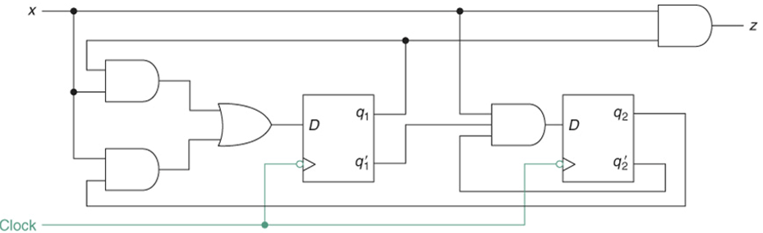 x
z
D
q₁
q₁′
D
q₂
q₂′
Clock